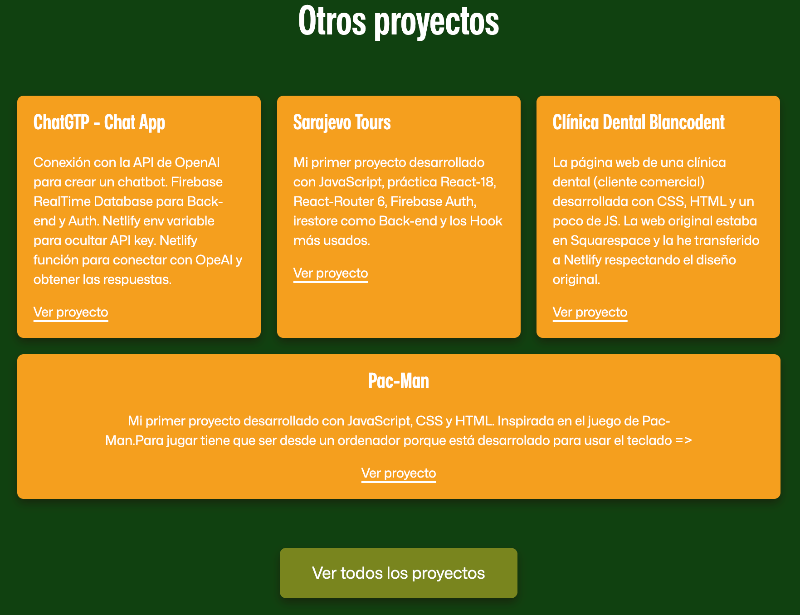 Otros proyectos
ChatGTP - Chat App
Conexión con la API de OpenAI
para crear un chatbot. FIrebase
RealTime Database para Back-
end y Auth. Netlify env variable
para ocultar API key. Netlify
función para conectar con OpeAI y
obtener las respuestas.
Ver proyecto
Sarajevo Tours
Mi primer proyecto desarrollado
con JavaScript, práctica React-18,
React-Router 6, Firebase Auth,
irestore como Back-end y los Hook
más usados.
Ver proyecto
Clínica Dental Blancodent
La página web de una clínica
dental (cliente comercial)
desarrollada con CSS, HTML y un
poco de JS. La web original estaba
en Squarespace y la he transferido
a Netlify respectando el diseño
original.
Ver proyecto
Pac-Man
Mi primer proyecto desarrollado con JavaScript, CSS y HTML. Inspirada en el juego de Pac-
Man.Para jugar tiene que ser desde un ordenador porque está desarrolado para usar el teclado =>
Ver proyecto
Ver todos los proyectos